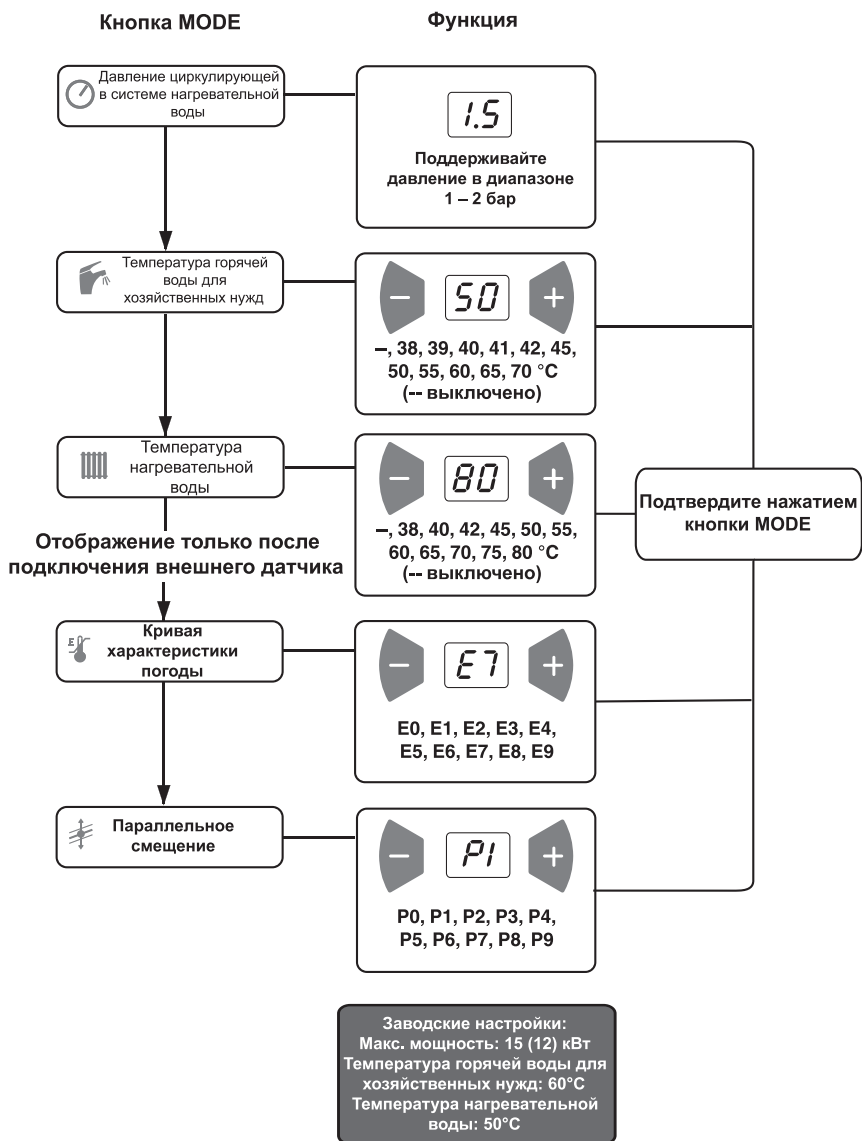 Кнопка MODE
Функция
Давление циркулирующей
в системе нагревательной
воды
1.5
Поддерживайте
давление в диапазоне
1 – 2 бар
Температура горячей
воды для
хозяйственных нужд
– 50 +
–, 38, 39, 40, 41, 42, 45,
50, 55, 60, 65, 70 °C
(-- выключено)
Температура
нагревательной
воды
– 80 +
–, 38, 40, 42, 45, 50, 55,
60, 65, 70, 75, 80 °C
(-- выключено)
Подтвердите нажатием
кнопки MODE
Отображение только после
подключения внешнего датчика
E
Кривая
характеристики
погоды
– E7 +
E0, E1, E2, E3, E4,
E5, E6, E7, E8, E9
Параллельное
смещение
– P1 +
P0, P1, P2, P3, P4,
P5, P6, P7, P8, P9
Заводские настройки:
Макс. мощность: 15 (12) кВт
Температура горячей воды для
хозяйственных нужд: 60°C
Температура нагревательной
воды: 50°C